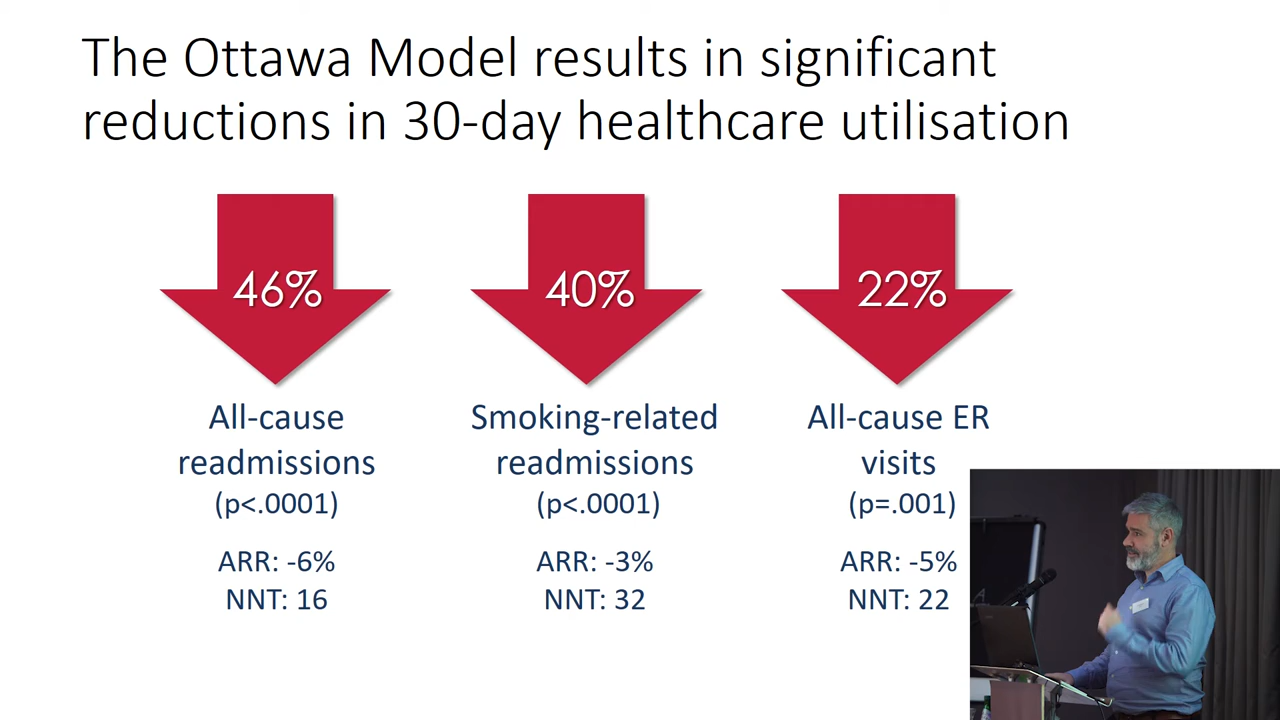 The Ottawa Model results in significant
reductions in 30-day healthcare utilisation
46%
40%
22%
All-cause
readmissions
(p<.0001)
ARR: -6%
NNT: 16
Smoking-related
readmissions
(p<.0001)
ARR: -3%
NNT: 32
All-cause ER
visits
(p=.001)
ARR: -5%
NNT: 22